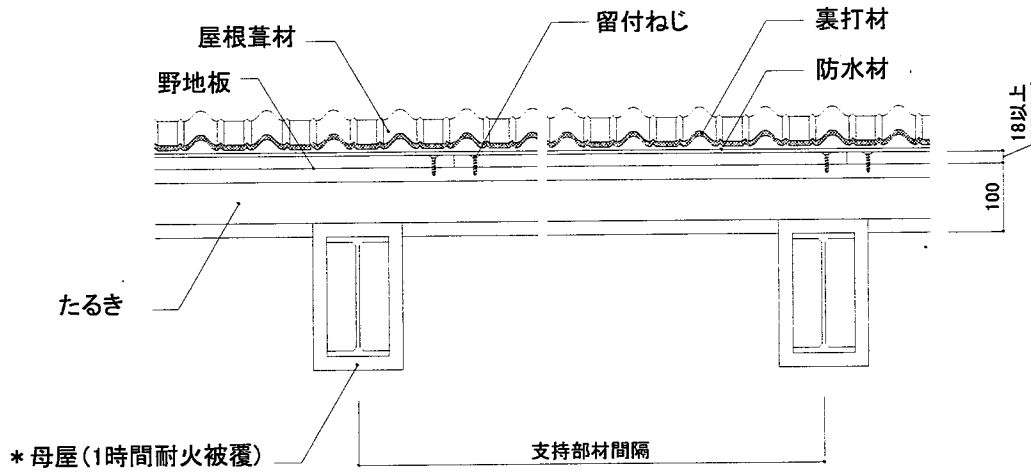 留付ねじ
裏打材
屋根葺材
野地板
防水材
18以上
100
たるき
*母屋(1時間耐火被覆)
支持部材間隔